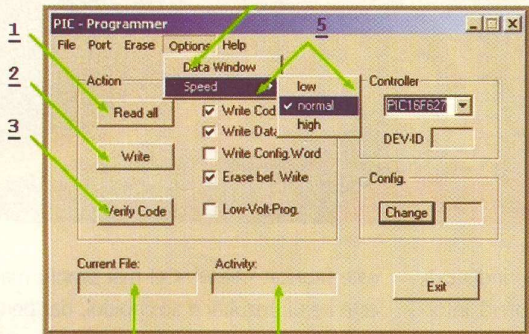 PIC - Programmer
5
1
File Port Erase Options Help
Data Window
Action
Speed
low
Controller
2
Read all
Write Cod
normal
PIC16F627
Write Data
high
DEV-ID
3
Write
Write Config.Word
Erase bef. Write
Config.
Verify Code
Low-Volt-Prog.
Change
Current File:
Activity:
Exit